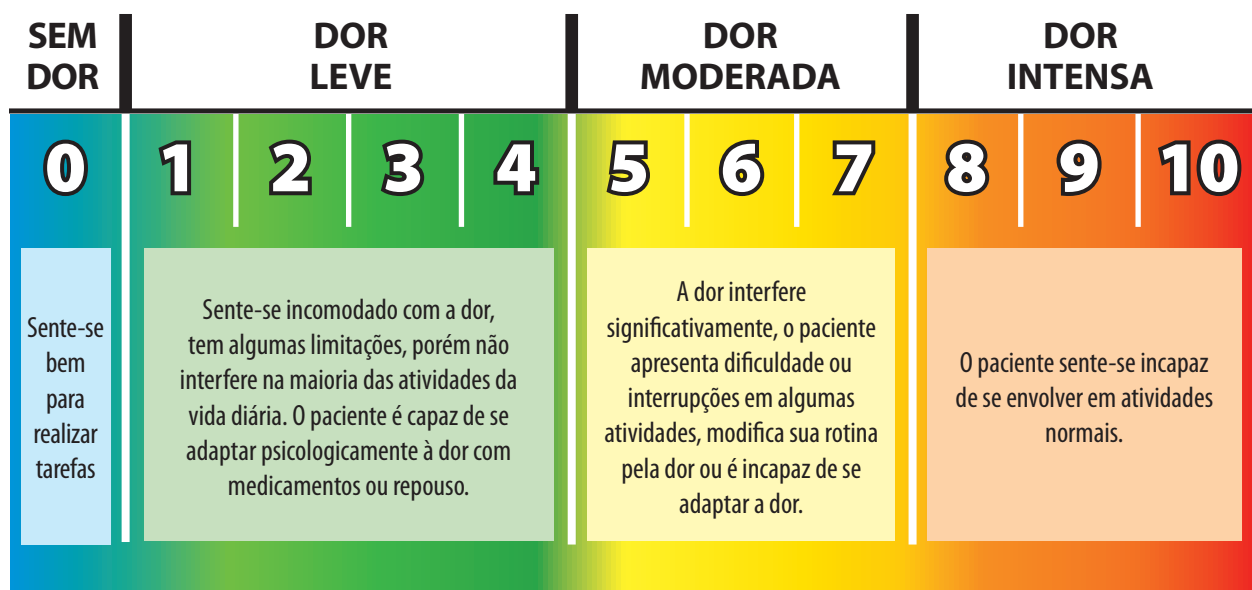 SEM
DOR
DOR
LEVE
DOR
MODERADA
DOR
INTENSA
0
1
2
3
4
5
6
7
8
9
10
Sente-se
bem
para
realizar
tarefas
Sente-se incomodado com a dor,
tem algumas limitações, porém não
interfere na maioria das atividades da
vida diária. O paciente é capaz de se
adaptar psicologicamente à dor com
medicamentos ou repouso.
A dor interfere
significativamente, o paciente
apresenta dificuldade ou
interrupções em algumas
atividades, modifica sua rotina
pela dor ou é incapaz de se
adaptar a dor.
O paciente sente-se incapaz
de se envolver em atividades
normais.